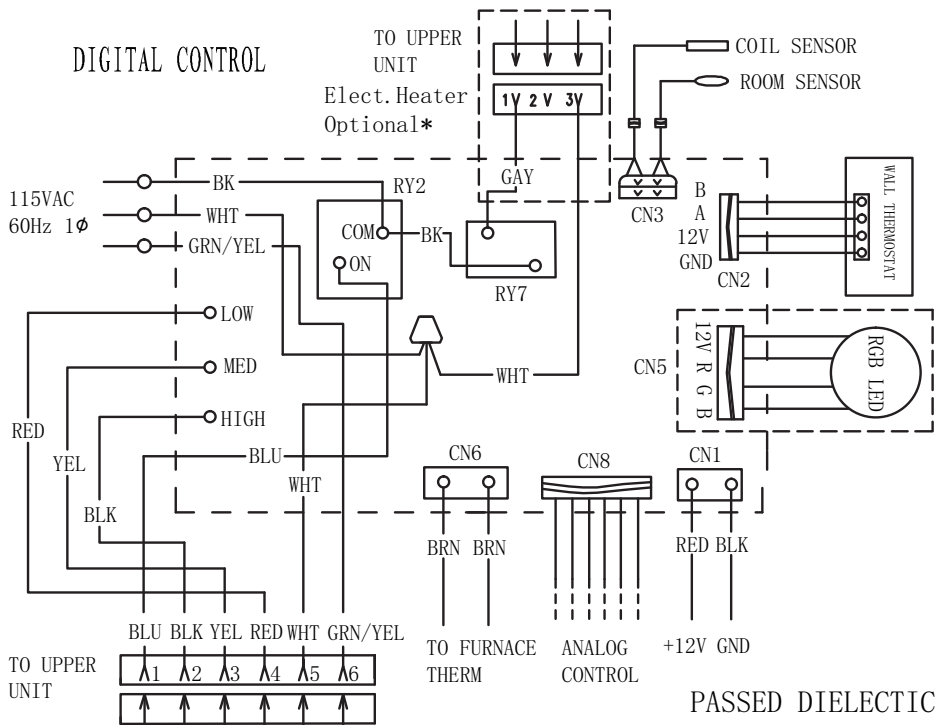 DIGITAL CONTROL
TO UPPER
UNIT
Elect.Heater
Optional*
1V 2V 3V
COIL SENSOR
ROOM SENSOR
115VAC
60Hz 1ϕ
BK
WHT
GRN/YEL
RY2
COM
ON
BK
GAY
RY7
CN3
B
A
12V
GND
CN2
WALL THERMOSTAT
LOW
MED
HIGH
WHT
CN5
12V R G B
RGB LED
RED
YEL
BLK
BLU
WHT
CN6
CN8
CN1
BRN BRN
RED BLK
BLU BLK YEL RED WHT GRN/YEL
TO FURNACE
THERM
ANALOG
CONTROL
+12V GND
TO UPPER
UNIT
1 2 3 4 5 6
PASSED DIELECTIC